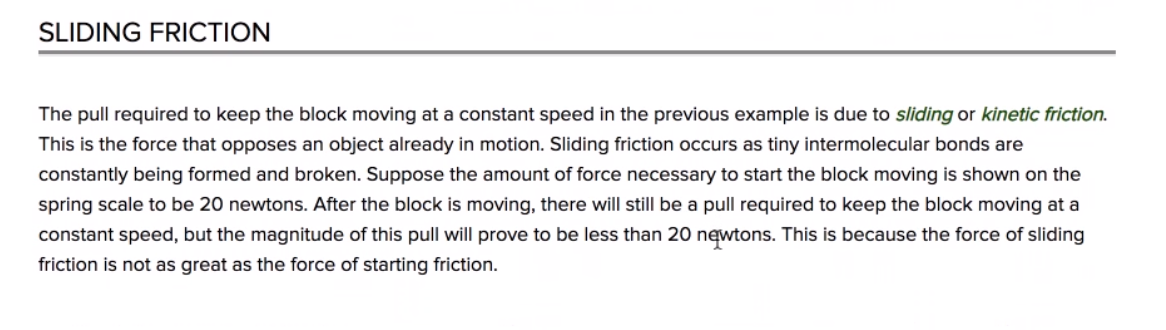 SLIDING FRICTION
The pull required to keep the block moving at a constant speed in the previous example is due to sliding or kinetic friction.
This is the force that opposes an object already in motion. Sliding friction occurs as tiny intermolecular bonds are
constantly being formed and broken. Suppose the amount of force necessary to start the block moving is shown on the
spring scale to be 20 newtons. After the block is moving, there will still be a pull required to keep the block moving at a
constant speed, but the magnitude of this pull will prove to be less than 20 newtons. This is because the force of sliding
friction is not as great as the force of starting friction.